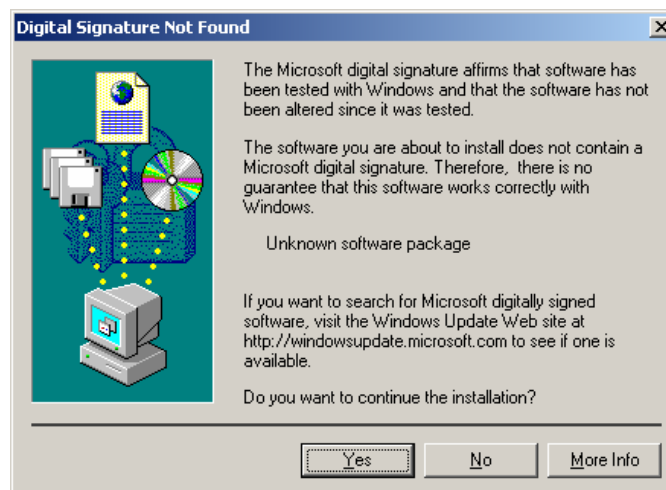 Digital Signature Not Found
The Microsoft digital signature affirms that software has
been tested with Windows and that the software has not
been altered since it was tested.
The software you are about to install does not contain a
Microsoft digital signature. Therefore, there is no
guarantee that this software works correctly with
Windows.
Unknown software package
If you want to search for Microsoft digitally signed
software, visit the Windows Update Web site at
http://windowsupdate.microsoft.com to see if one is
available.
Do you want to continue the installation?
Yes No More Info